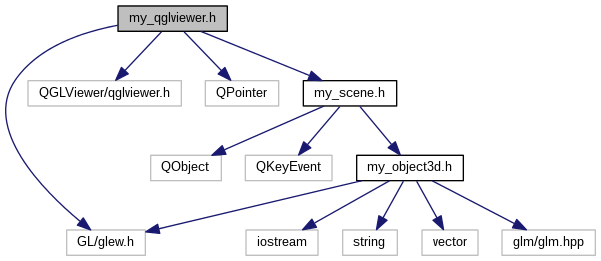 my_qglviewer.h
QGLViewer/qglviewer.h
QPointer
my_scene.h
QObject
QKeyEvent
my_object3d.h
GL/glew.h
iostream
string
vector
glm/glm.hpp